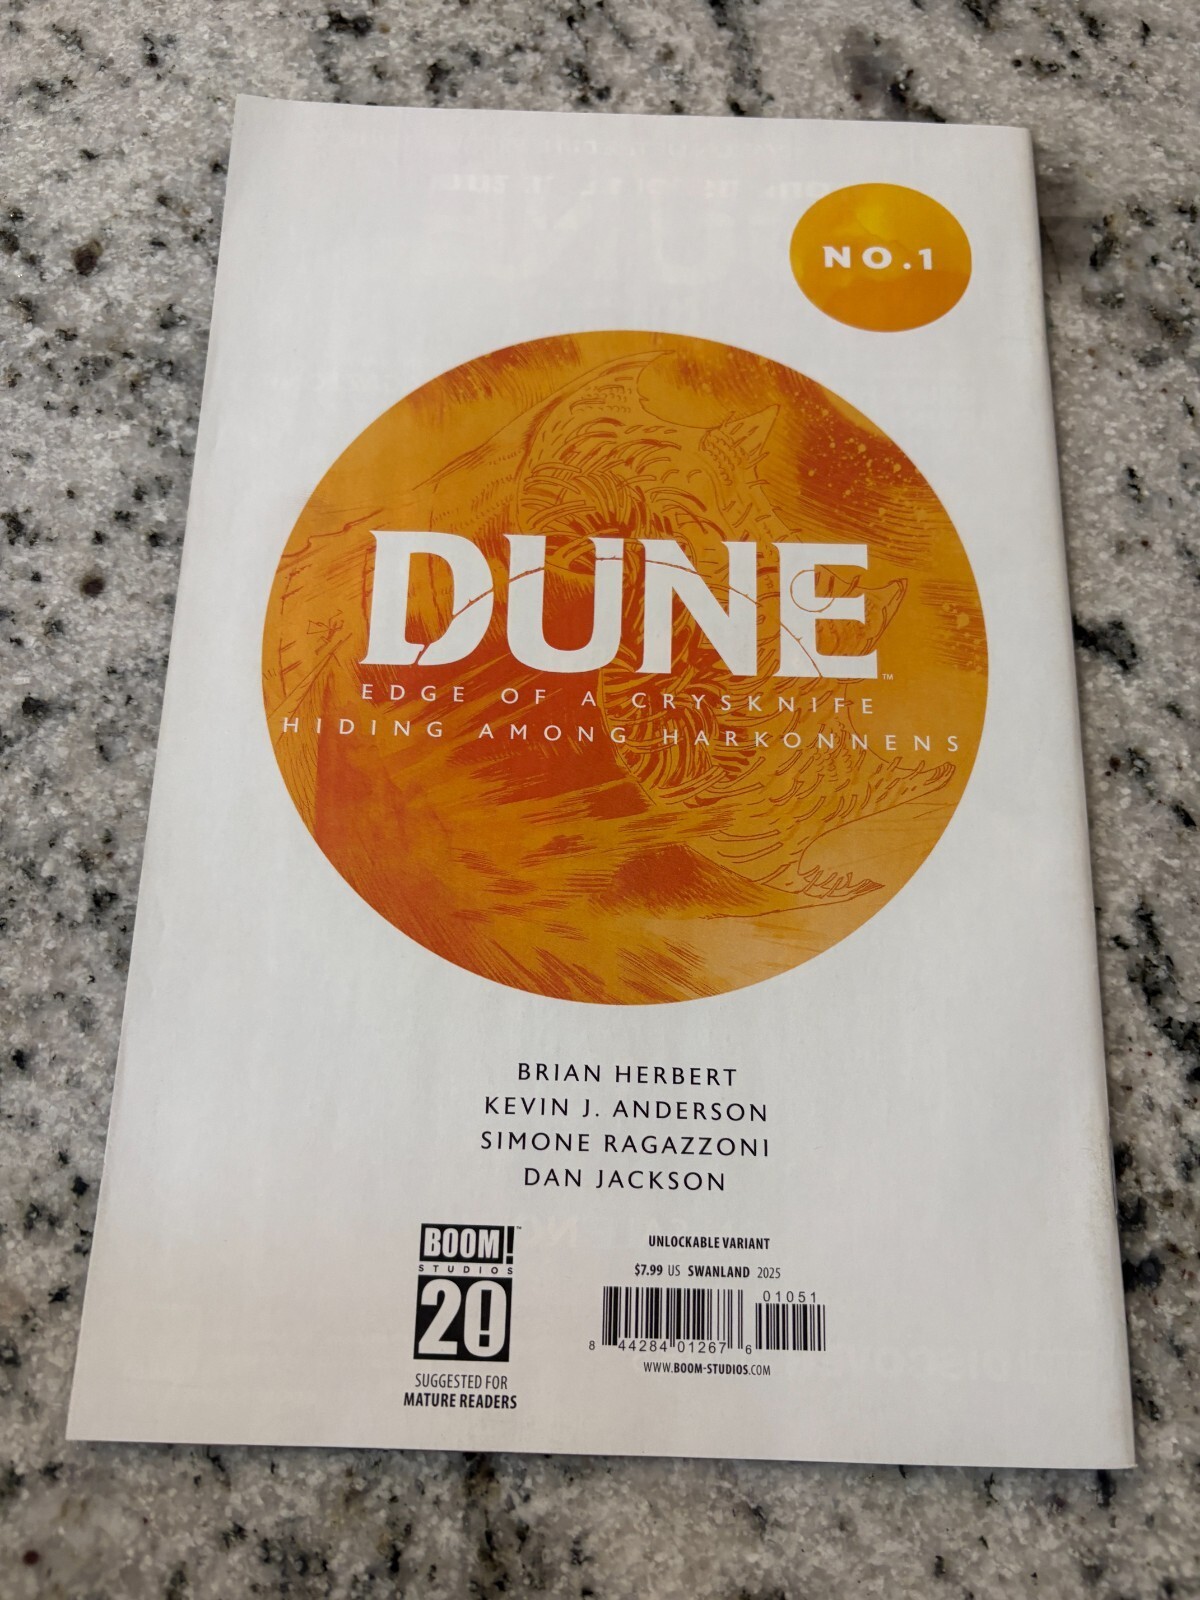 NO.1
DUNE™
EDGE OF A CRYSKNIFE
HIDING AMONG HARKONNENS
BRIAN HERBERT
KEVIN J. ANDERSON
SIMONE RAGAZZONI
DAN JACKSON
BOOM!™
STUDIOS
20
SUGGESTED FOR
MATURE READERS
UNLOCKABLE VARIANT
$7.99 US SWANLAND 2025
01051
8 44284 01267 6
WWW.BOOM-STUDIOS.COM